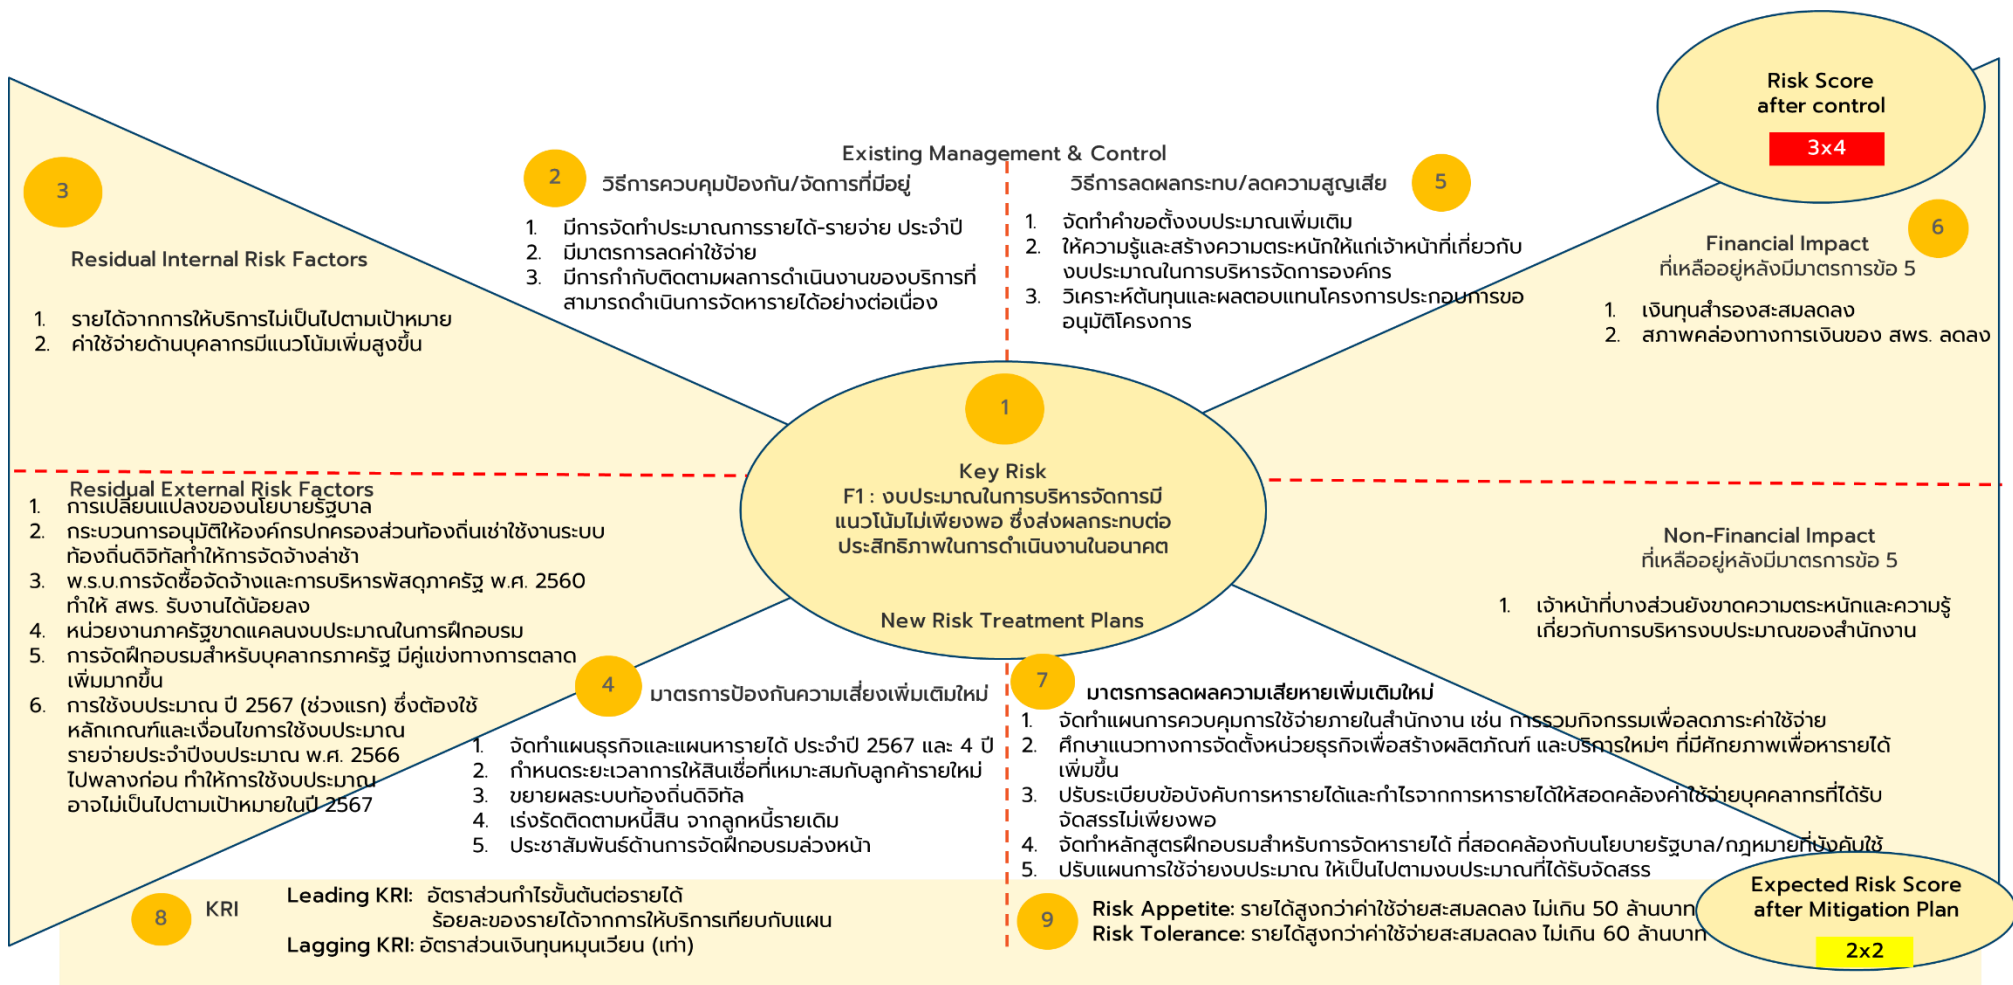 Risk Score
after control
3x4
Existing Management & Control
2
วิธีการควบคุมป้องกัน/จัดการที่มีอยู่
1. มีการจัดทำประมาณการรายได้-รายจ่าย ประจำปี
2. มีมาตรการลดค่าใช้จ่าย
3. มีการกำกับติดตามผลการดำเนินงานของบริการที่
สามารถดำเนินการจัดหารายได้อย่างต่อเนื่อง
วิธีการลดผลกระทบ/ลดความสูญเสีย
5
1. จัดทำคำขอตั้งงบประมาณเพิ่มเติม
2. ให้ความรู้และสร้างความตระหนักให้แก่เจ้าหน้าที่เกี่ยวกับ
งบประมาณในการบริหารจัดการองค์กร
3. วิเคราะห์ต้นทุนและผลตอบแทนโครงการประกอบการขอ
อนุมัติโครงการ
3
Residual Internal Risk Factors
1. รายได้จากการให้บริการไม่เป็นไปตามเป้าหมาย
2. ค่าใช้จ่ายด้านบุคลากรมีแนวโน้มเพิ่มสูงขึ้น
6
Financial Impact
ที่เหลืออยู่หลังมีมาตรการข้อ 5
1. เงินทุนสำรองสะสมลดลง
2. สภาพคล่องทางการเงินของ สพร. ลดลง
1
Key Risk
F1 : งบประมาณในการบริหารจัดการมี
แนวโน้มไม่เพียงพอ ซึ่งส่งผลกระทบต่อ
ประสิทธิภาพในการดำเนินงานในอนาคต
New Risk Treatment Plans
Residual External Risk Factors
1. การเปลี่ยนแปลงของนโยบายรัฐบาล
2. กระบวนการอนุมัติให้องค์กรปกครองส่วนท้องถิ่นเช่าใช้งานระบบ
ท้องถิ่นดิจิทัลทำให้การจัดจ้างล่าช้า
3. พ.ร.บ.การจัดซื้อจัดจ้างและการบริหารพัสดุภาครัฐ พ.ศ. 2560
ทำให้ สพร. รับงานได้น้อยลง
4. หน่วยงานภาครัฐขาดแคลนงบประมาณในการฝึกอบรม
5. การจัดฝึกอบรมสำหรับบุคลากรภาครัฐ มีคู่แข่งทางการตลาด
เพิ่มมากขึ้น
6. การใช้งบประมาณ ปี 2567 (ช่วงแรก) ซึ่งต้องใช้
หลักเกณฑ์และเงื่อนไขการใช้งบประมาณ
รายจ่ายประจำปีงบประมาณ พ.ศ. 2566
ไปพลางก่อน ทำให้การใช้งบประมาณ
อาจไม่เป็นไปตามเป้าหมายในปี 2567
Non-Financial Impact
ที่เหลืออยู่หลังมีมาตรการข้อ 5
1. เจ้าหน้าที่บางส่วนยังขาดความตระหนักและความรู้
เกี่ยวกับการบริหารงบประมาณของสำนักงาน
4
มาตรการป้องกันความเสี่ยงเพิ่มเติมใหม่
1. จัดทำแผนธุรกิจและแผนหารายได้ ประจำปี 2567 และ 4 ปี
2. กำหนดระยะเวลาการให้สินเชื่อที่เหมาะสมกับลูกค้ารายใหม่
3. ขยายผลระบบท้องถิ่นดิจิทัล
4. เร่งรัดติดตามหนี้สิน จากลูกหนี้รายเดิม
5. ประชาสัมพันธ์ด้านการจัดฝึกอบรมล่วงหน้า
7
มาตรการลดผลความเสียหายเพิ่มเติมใหม่
1. จัดทำแผนการควบคุมการใช้จ่ายภายในสำนักงาน เช่น การรวมกิจกรรมเพื่อลดภาระค่าใช้จ่าย
2. ศึกษาแนวทางการจัดตั้งหน่วยธุรกิจเพื่อสร้างผลิตภัณฑ์ และบริการใหม่ๆ ที่มีศักยภาพเพื่อหารายได้
เพิ่มขึ้น
3. ปรับระเบียบข้อบังคับการหารายได้และกำไรจากการหารายได้ให้สอดคล้องค่าใช้จ่ายบุคคลากรที่ได้รับ
จัดสรรไม่เพียงพอ
4. จัดทำหลักสูตรฝึกอบรมสำหรับการจัดหารายได้ ที่สอดคล้องกับนโยบายรัฐบาล/กฎหมายที่บังคับใช้
5. ปรับแผนการใช้จ่ายงบประมาณ ให้เป็นไปตามงบประมาณที่ได้รับจัดสรร
8
KRI
Leading KRI: อัตราส่วนกำไรขั้นต้นต่อรายได้
ร้อยละของรายได้จากการให้บริการเทียบกับแผน
Lagging KRI: อัตราส่วนเงินทุนหมุนเวียน (เท่า)
9
Risk Appetite: รายได้สูงกว่าค่าใช้จ่ายสะสมลดลง ไม่เกิน 50 ล้านบาท
Risk Tolerance: รายได้สูงกว่าค่าใช้จ่ายสะสมลดลง ไม่เกิน 60 ล้านบาท
Expected Risk Score
after Mitigation Plan
2x2